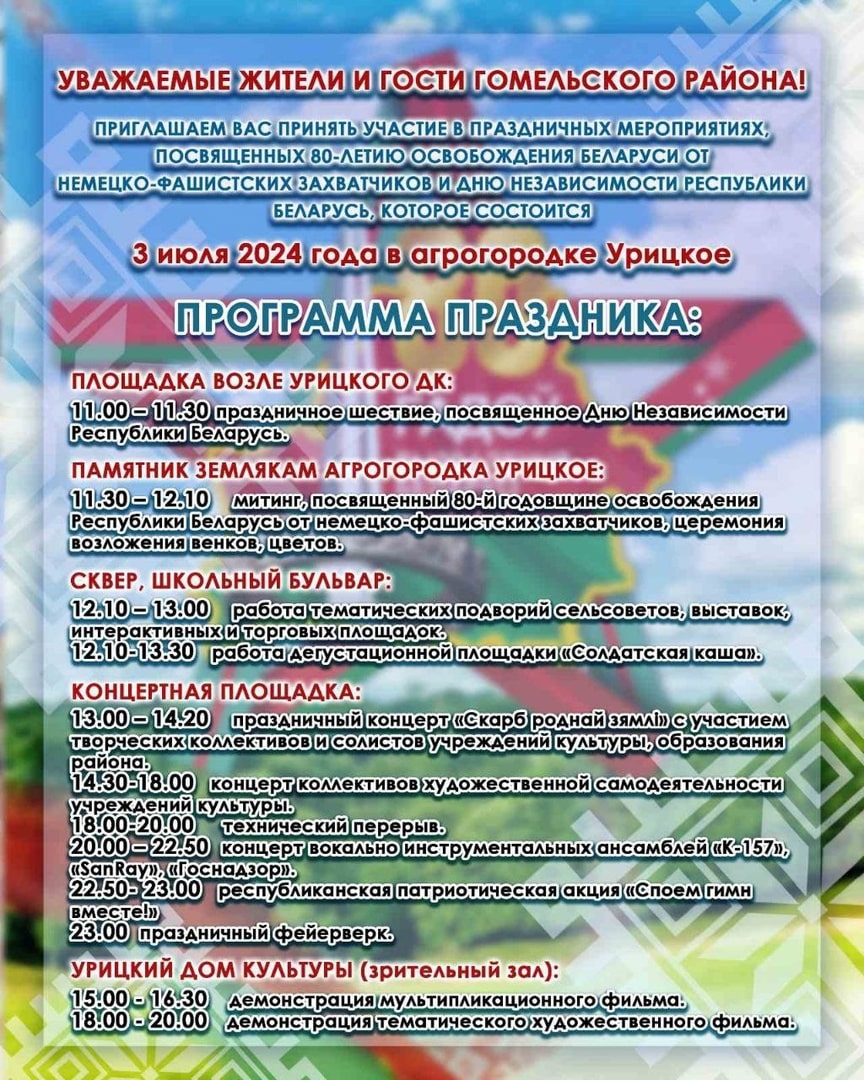 УВАЖАЕМЫЕ ЖИТЕЛИ И ГОСТИ ГОМЕЛЬСКОГО РАЙОНА!
ПРИГЛАШАЕМ ВАС ПРИНЯТЬ УЧАСТИЕ В ПРАЗДНИЧНЫХ МЕРОПРИЯТИЯХ,
ПОСВЯЩЕННЫХ 80-ЛЕТИЮ ОСВОБОЖДЕНИЯ БЕЛАРУСИ ОТ
НЕМЕЦКО-ФАШИСТСКИХ ЗАХВАТЧИКОВ И ДНЮ НЕЗАВИСИМОСТИ РЕСПУБЛИКИ
БЕЛАРУСЬ, КОТОРОЕ СОСТОИТСЯ
3 июля 2024 года в агрогородке Урицкое
ПРОГРАММА ПРАЗДНИКА:
ПЛОЩАДКА ВОЗЛЕ УРИЦКОГО ДК:
11.00 – 11.30 праздничное шествие, посвященное Дню Независимости
Республики Беларусь.
ПАМЯТНИК ЗЕМЛЯКАМ АГРОГОРОДКА УРИЦКОЕ:
11.30 – 12.10 митинг, посвященный 80-й годовщине освобождения
Республики Беларусь от немецко-фашистских захватчиков, церемония
возложения венков, цветов.
СКВЕР, ШКОЛЬНЫЙ БУЛЬВАР:
12.10 – 13.00 работа тематических подворий сельсоветов, выставок,
интерактивных и торговых площадок.
12.10-13.30 работа дегустационной площадки «Солдатская каша».
КОНЦЕРТНАЯ ПЛОЩАДКА:
13.00 – 14.20 праздничный концерт «Скарб роднай зямлі» с участием
творческих коллективов и солистов учреждений культуры, образования
района.
14.30-18.00 концерт коллективов художественной самодеятельности
учреждений культуры.
18.00-20.00 технический перерыв.
20.00 – 22.50 концерт вокально инструментальных ансамблей «К-157»,
«SanRay», «Госнадзор».
22.50- 23.00 республиканская патриотическая акция «Споем гимн
вместе!»
23.00 праздничный фейерверк.
УРИЦКИЙ ДОМ КУЛЬТУРЫ (зрительный зал):
15.00 - 16.30 демонстрация мультипликационного фильма.
18.00 - 20.00 демонстрация тематического художественного фильма.